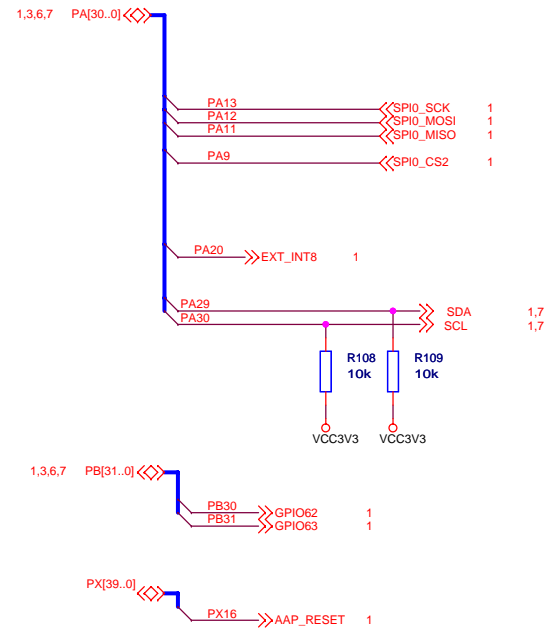 1,3,6,7 PA[30..0]
PA13 SPI0_SCK 1
PA12 SPI0_MOSI 1
PA11 SPI0_MISO 1
PA9 SPI0_CS2 1
PA20 EXT_INT8 1
PA29 SDA 1,7
PA30 SCL 1,7
R108 R109
10k 10k
VCC3V3 VCC3V3
1,3,6,7 PB[31..0]
PB30 GPIO62 1
PB31 GPIO63 1
PX[39..0]
PX16 AAP_RESET 1